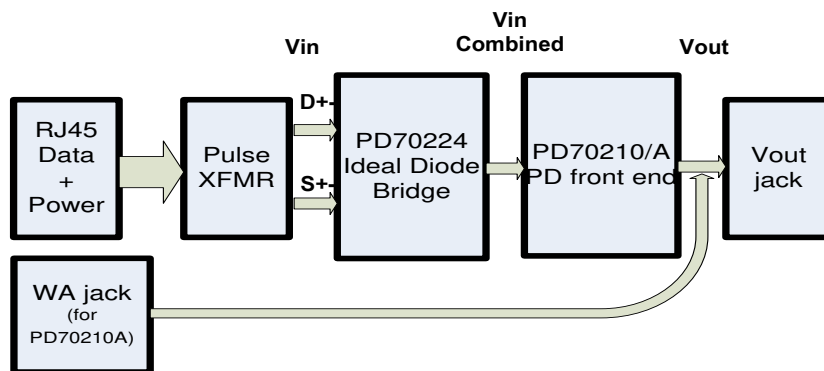 Vin
Vin
Combined
Vout
RJ45
Data
+
Power
Pulse
XFMR
D+-
S+-
PD70224
Ideal Diode
Bridge
PD70210/A
PD front end
Vout
jack
WA jack
(for
PD70210A)